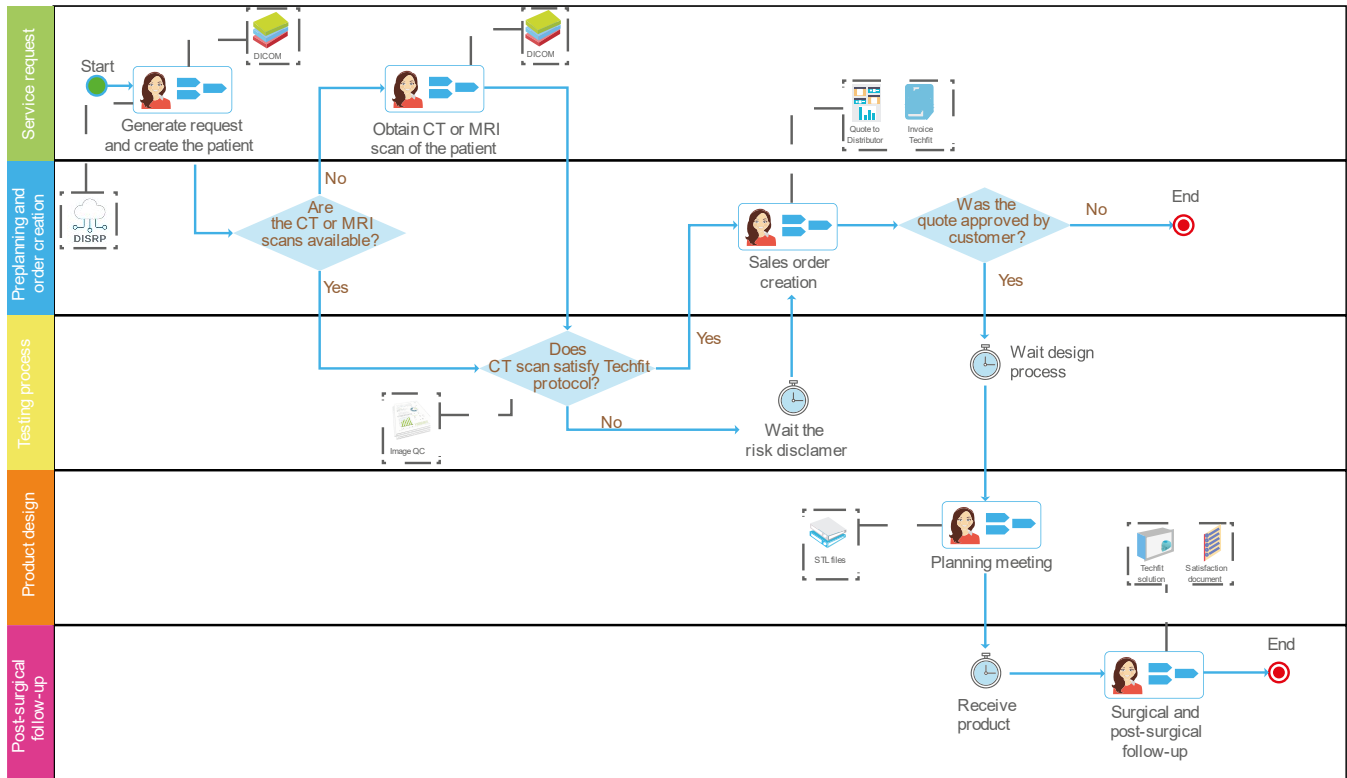 Service request
Start
DICOM
DICOM
Generate request
and create the patient
Obtain CT or MRI
scan of the patient
Quote to
Distributor
Invoice
Techfit
Preplanning and
order creation
DISRP
No
Are
the CT or MRI
scans available?
Yes
Sales order
creation
Was the
quote approved by
customer?
No
End
Yes
Testing process
Does
CT scan satisfy Techfit
protocol?
Yes
No
Image QC
Wait the
risk disclamer
Wait design
process
Product design
STL files
Planning meeting
Techfit
solution
Satisfaction
document
Post-surgical
follow-up
Receive
product
Surgical and
post-surgical
follow-up
End